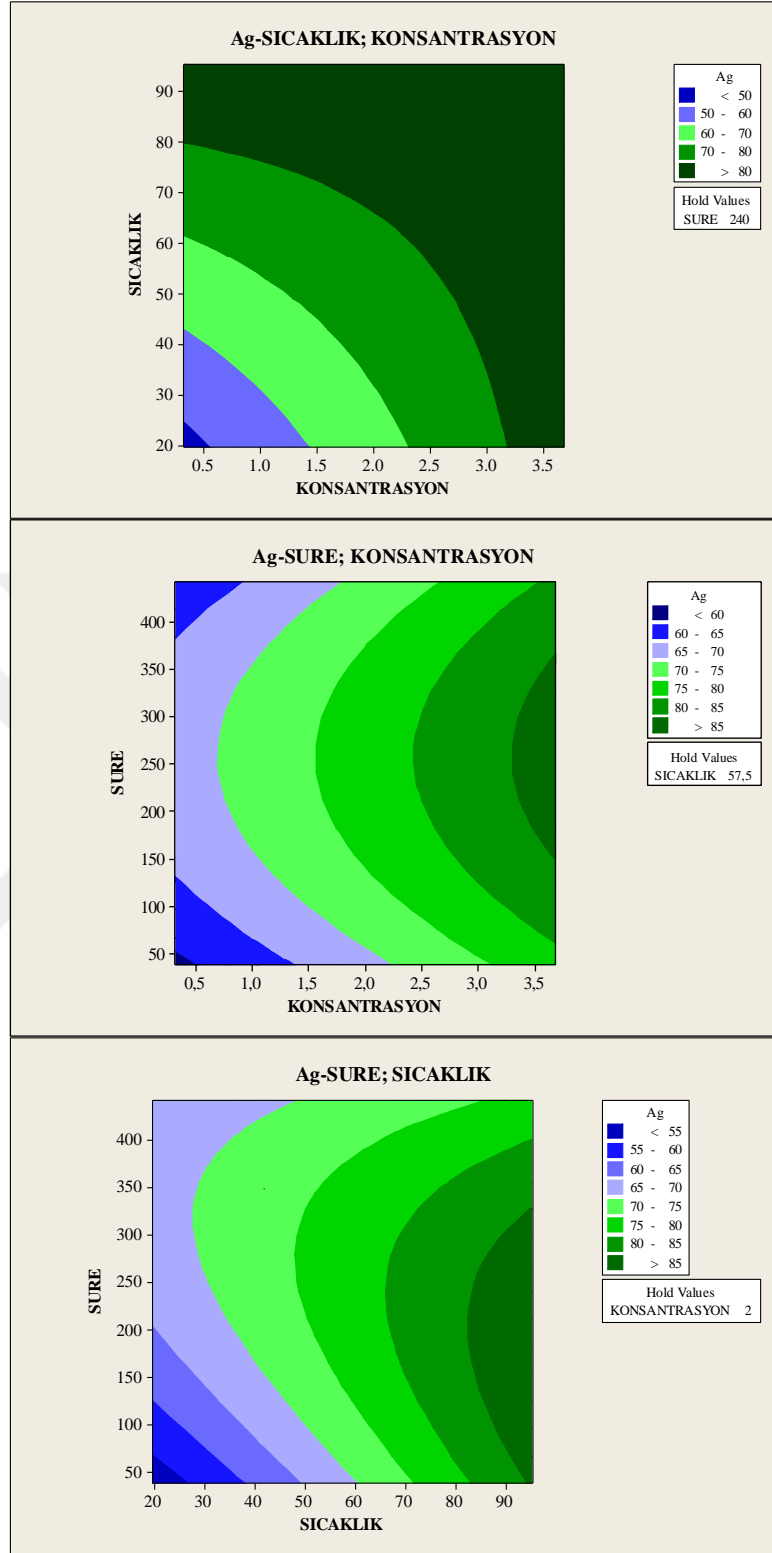 Ag-SICAKLIK; KONSANTRASYON
SICAKLIK
90
80
70
60
50
40
30
20
0.5 1.0 1.5 2.0 2.5 3.0 3.5
KONSANTRASYON
Ag
< 50
50 - 60
60 - 70
70 - 80
> 80
Hold Values
SURE 240
Ag-SURE; KONSANTRASYON
SURE
400
350
300
250
200
150
100
50
0,5 1,0 1,5 2,0 2,5 3,0 3,5
KONSANTRASYON
Ag
< 60
60 - 65
65 - 70
70 - 75
75 - 80
80 - 85
> 85
Hold Values
SICAKLIK 57,5
Ag-SURE; SICAKLIK
SURE
400
350
300
250
200
150
100
50
20 30 40 50 60 70 80 90
SICAKLIK
Ag
< 55
55 - 60
60 - 65
65 - 70
70 - 75
75 - 80
80 - 85
> 85
Hold Values
KONSANTRASYON 2